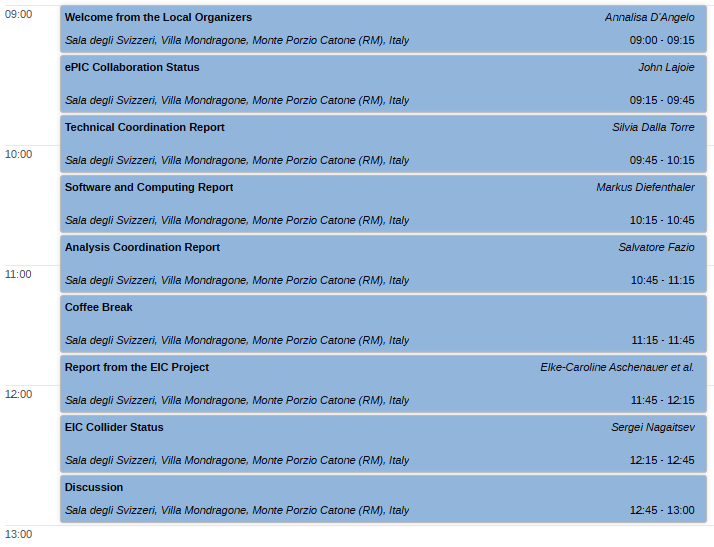 09:00
Welcome from the Local Organizers Annalisa D'Angelo
Sala degli Svizzeri, Villa Mondragone, Monte Porzio Catone (RM), Italy 09:00 - 09:15
ePIC Collaboration Status John Lajoie
Sala degli Svizzeri, Villa Mondragone, Monte Porzio Catone (RM), Italy 09:15 - 09:45
Technical Coordination Report Silvia Dalla Torre
10:00
Sala degli Svizzeri, Villa Mondragone, Monte Porzio Catone (RM), Italy 09:45 - 10:15
Software and Computing Report Markus Diefenthaler
Sala degli Svizzeri, Villa Mondragone, Monte Porzio Catone (RM), Italy 10:15 - 10:45
Analysis Coordination Report Salvatore Fazio
11:00
Sala degli Svizzeri, Villa Mondragone, Monte Porzio Catone (RM), Italy 10:45 - 11:15
Coffee Break
Sala degli Svizzeri, Villa Mondragone, Monte Porzio Catone (RM), Italy 11:15 - 11:45
Report from the EIC Project Elke-Caroline Aschenauer et al.
12:00
Sala degli Svizzeri, Villa Mondragone, Monte Porzio Catone (RM), Italy 11:45 - 12:15
EIC Collider Status Sergei Nagaitsev
Sala degli Svizzeri, Villa Mondragone, Monte Porzio Catone (RM), Italy 12:15 - 12:45
Discussion
Sala degli Svizzeri, Villa Mondragone, Monte Porzio Catone (RM), Italy 12:45 - 13:00
13:00